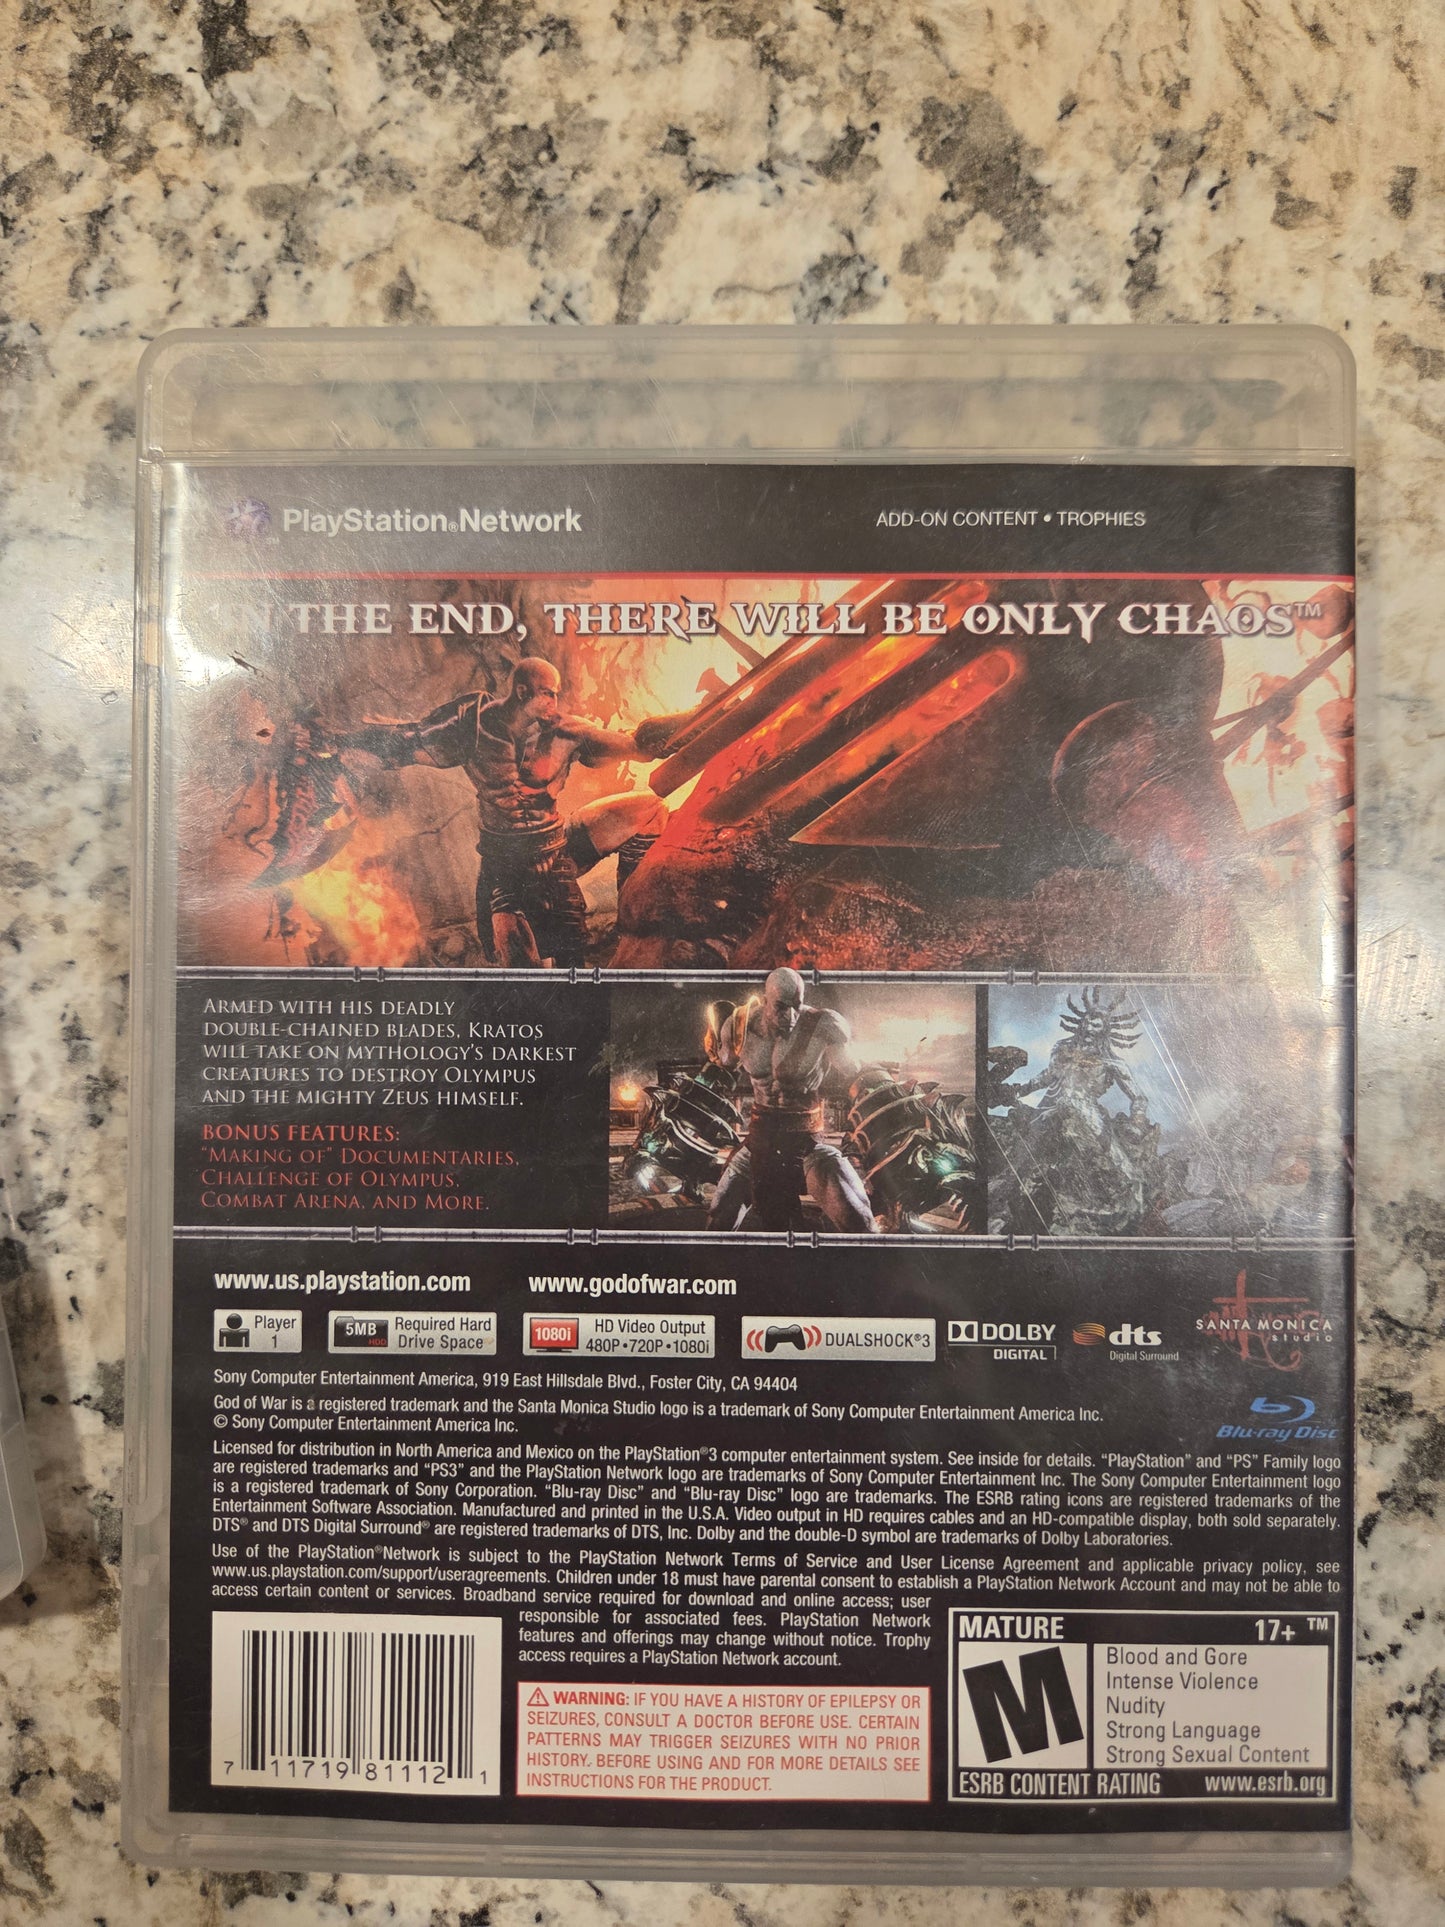 PlayStation®Network
ADD-ON CONTENT • TROPHIES
IN THE END, THERE WILL BE ONLY CHAOS™
ARMED WITH HIS DEADLY
DOUBLE-CHAINED BLADES, KRATOS
WILL TAKE ON MYTHOLOGY'S DARKEST
CREATURES TO DESTROY OLYMPUS
AND THE MIGHTY ZEUS HIMSELF.
BONUS FEATURES:
"MAKING OF" DOCUMENTARIES,
CHALLENGE OF OLYMPUS,
COMBAT ARENA, AND MORE.
www.us.playstation.com
www.godofwar.com
Player
1
5MB
HDD
Required Hard
Drive Space
1080i
HD Video Output
480P•720P•1080i
DUALSHOCK®3
DOLBY
DIGITAL
dts
Digital Surround
SANTA MONICA
studio
Sony Computer Entertainment America, 919 East Hillsdale Blvd., Foster City, CA 94404
God of War is a registered trademark and the Santa Monica Studio logo is a trademark of Sony Computer Entertainment America Inc.
© Sony Computer Entertainment America Inc.
Blu-ray Disc
Licensed for distribution in North America and Mexico on the PlayStation®3 computer entertainment system. See inside for details. "PlayStation" and "PS" Family logo
are registered trademarks and "PS3" and the PlayStation Network logo are trademarks of Sony Computer Entertainment Inc. The Sony Computer Entertainment logo
is a registered trademark of Sony Corporation. "Blu-ray Disc" and "Blu-ray Disc" logo are trademarks. The ESRB rating icons are registered trademarks of the
Entertainment Software Association. Manufactured and printed in the U.S.A. Video output in HD requires cables and an HD-compatible display, both sold separately.
DTS® and DTS Digital Surround® are registered trademarks of DTS, Inc. Dolby and the double-D symbol are trademarks of Dolby Laboratories.
Use of the PlayStation®Network is subject to the PlayStation Network Terms of Service and User License Agreement and applicable privacy policy, see
www.us.playstation.com/support/useragreements. Children under 18 must have parental consent to establish a PlayStation Network Account and may not be able to
access certain content or services. Broadband service required for download and online access; user
responsible for associated fees. PlayStation Network
features and offerings may change without notice. Trophy
access requires a PlayStation Network account.
WARNING: IF YOU HAVE A HISTORY OF EPILEPSY OR
SEIZURES, CONSULT A DOCTOR BEFORE USE. CERTAIN
PATTERNS MAY TRIGGER SEIZURES WITH NO PRIOR
HISTORY. BEFORE USING AND FOR MORE DETAILS SEE
INSTRUCTIONS FOR THE PRODUCT.
7 11719 81112 1
MATURE 17+ ™
M
Blood and Gore
Intense Violence
Nudity
Strong Language
Strong Sexual Content
ESRB CONTENT RATING www.esrb.org